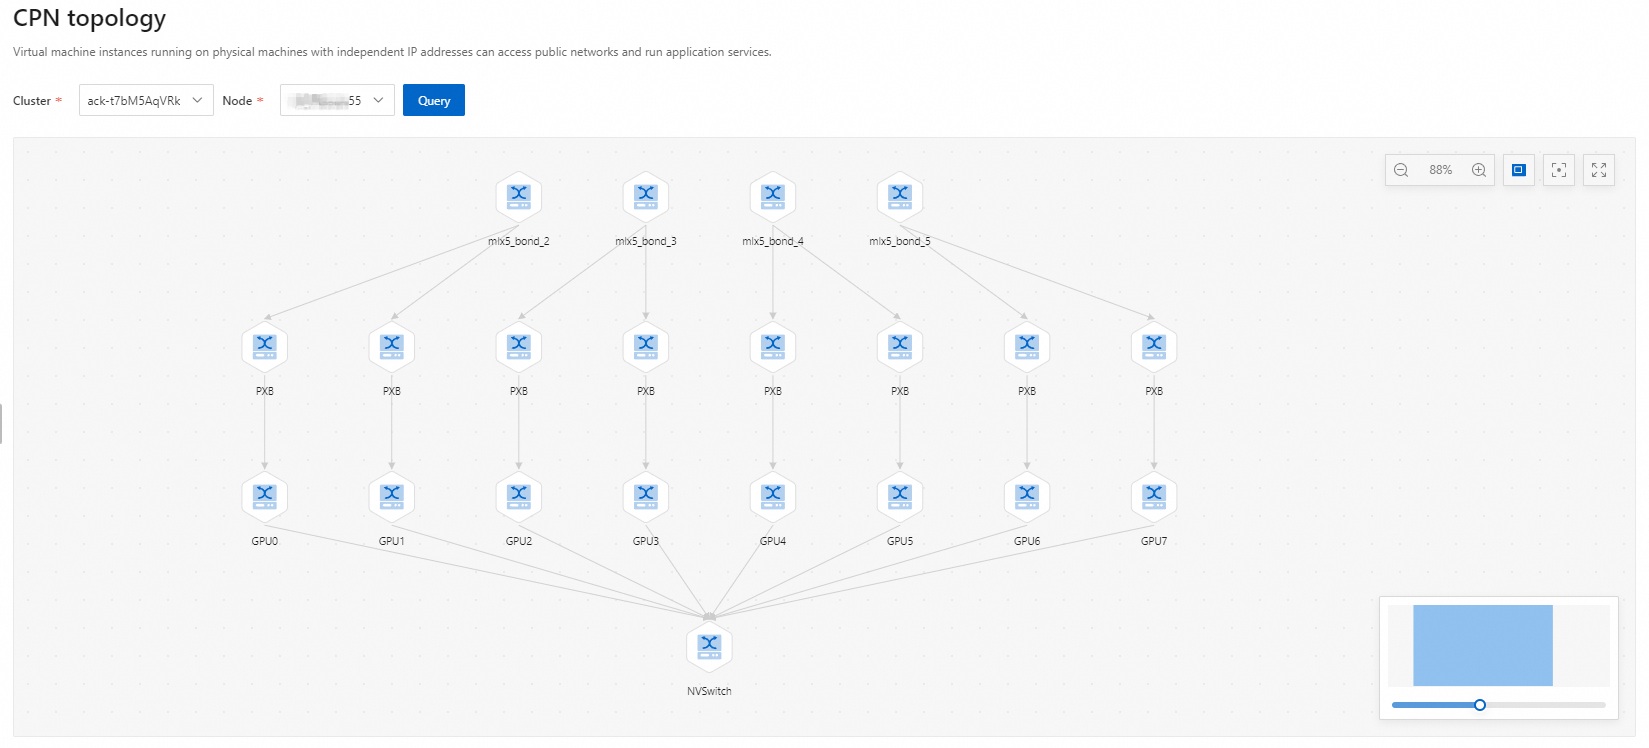 CPN topology
Virtual machine instances running on physical machines with independent IP addresses can access public networks and run application services.
Cluster * ack-t7bM5AqVRk Node * 55 Query
88%
mlx5_bond_2 mlx5_bond_3 mlx5_bond_4 mlx5_bond_5
PXB PXB PXB PXB PXB PXB PXB PXB
GPU0 GPU1 GPU2 GPU3 GPU4 GPU5 GPU6 GPU7
NVSwitch